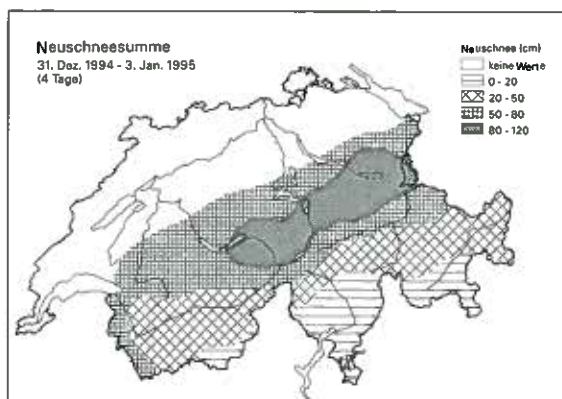 Neuschneesumme
31. Dez. 1994 - 3. Jan. 1995
(4 Tage)
Neuschnee (cm)
keine Werte
0 - 20
20 - 50
50 - 80
80 - 120